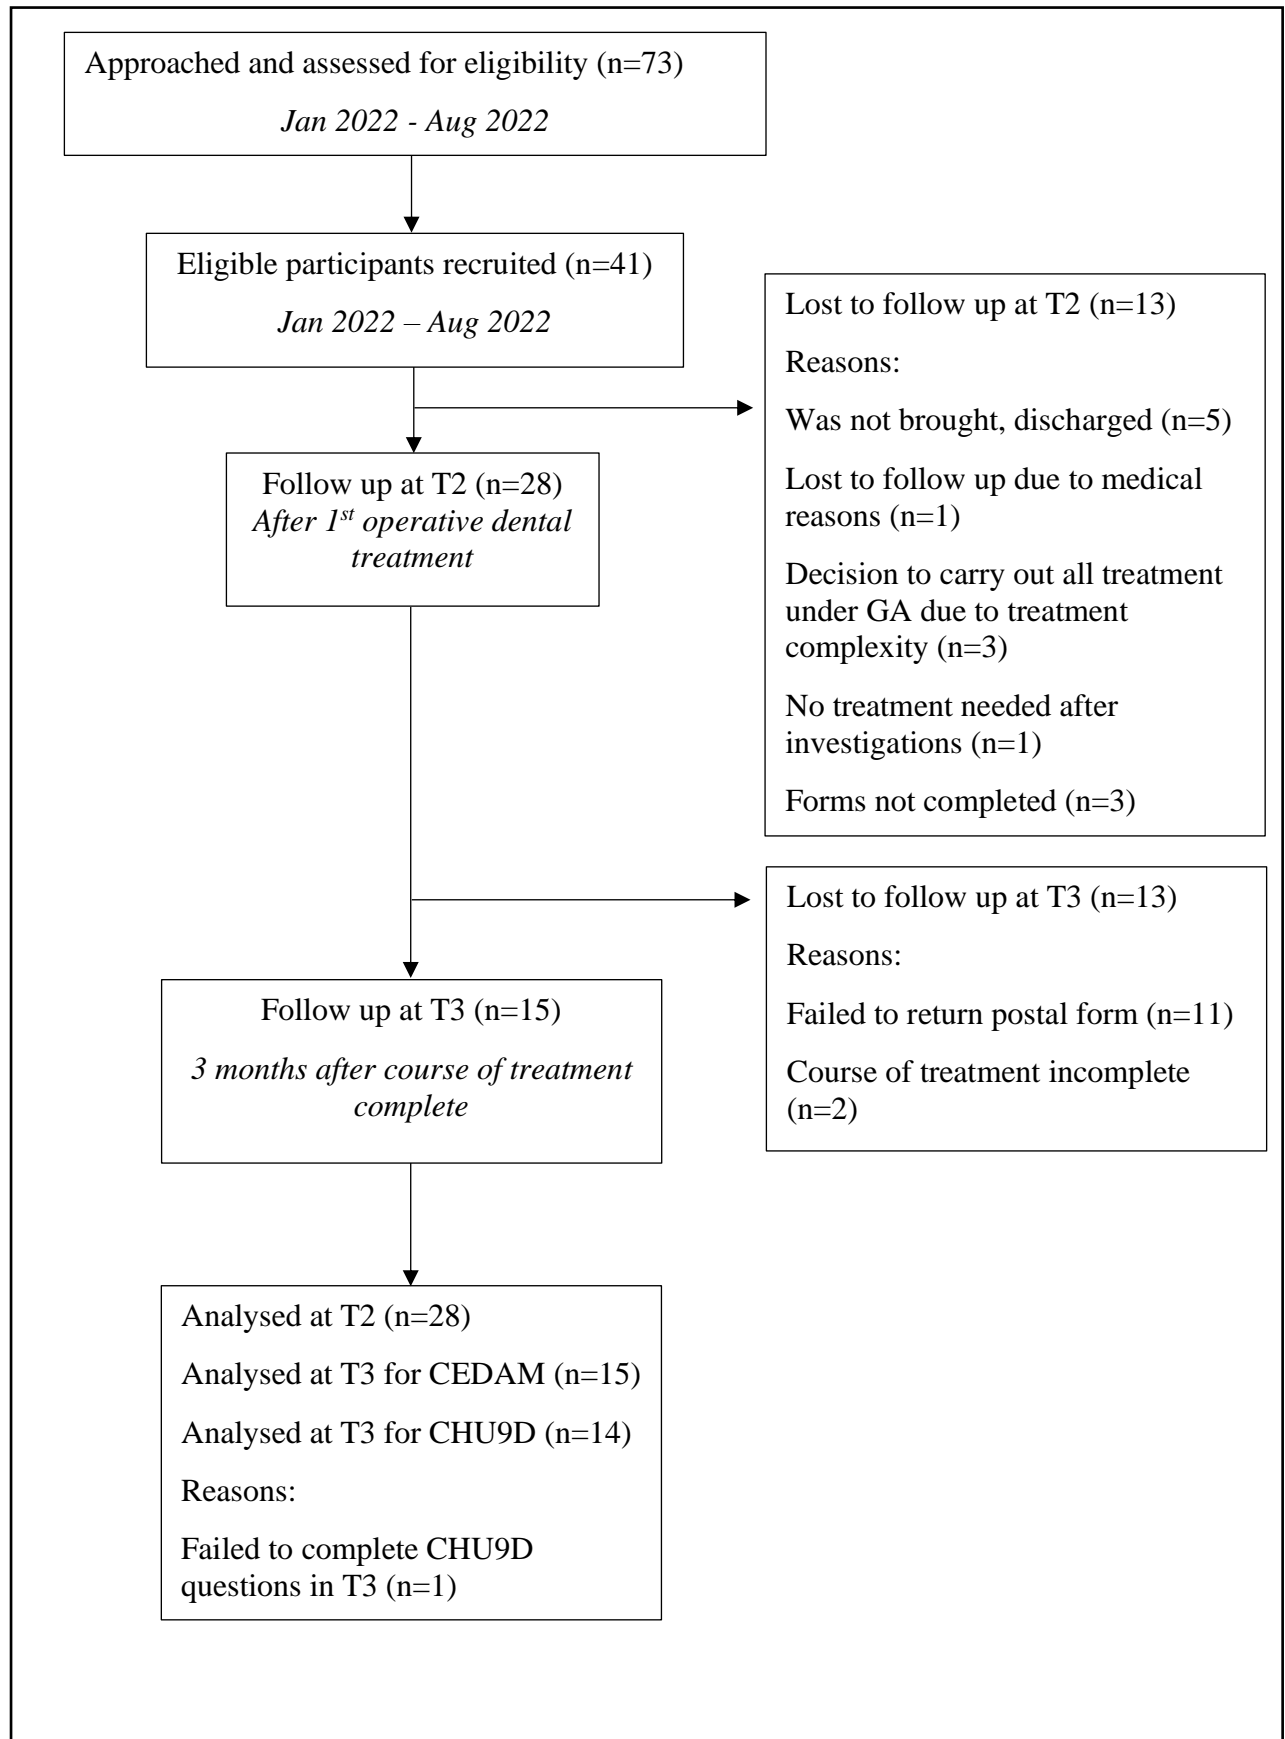 Approached and assessed for eligibility (n=73)
Jan 2022 - Aug 2022
Eligible participants recruited (n=41)
Jan 2022 – Aug 2022
Lost to follow up at T2 (n=13)
Reasons:
Was not brought, discharged (n=5)
Lost to follow up due to medical
reasons (n=1)
Decision to carry out all treatment
under GA due to treatment
complexity (n=3)
No treatment needed after
investigations (n=1)
Forms not completed (n=3)
Follow up at T2 (n=28)
After 1st operative dental
treatment
Lost to follow up at T3 (n=13)
Reasons:
Failed to return postal form (n=11)
Course of treatment incomplete
(n=2)
Follow up at T3 (n=15)
3 months after course of treatment
complete
Analysed at T2 (n=28)
Analysed at T3 for CEDAM (n=15)
Analysed at T3 for CHU9D (n=14)
Reasons:
Failed to complete CHU9D
questions in T3 (n=1)